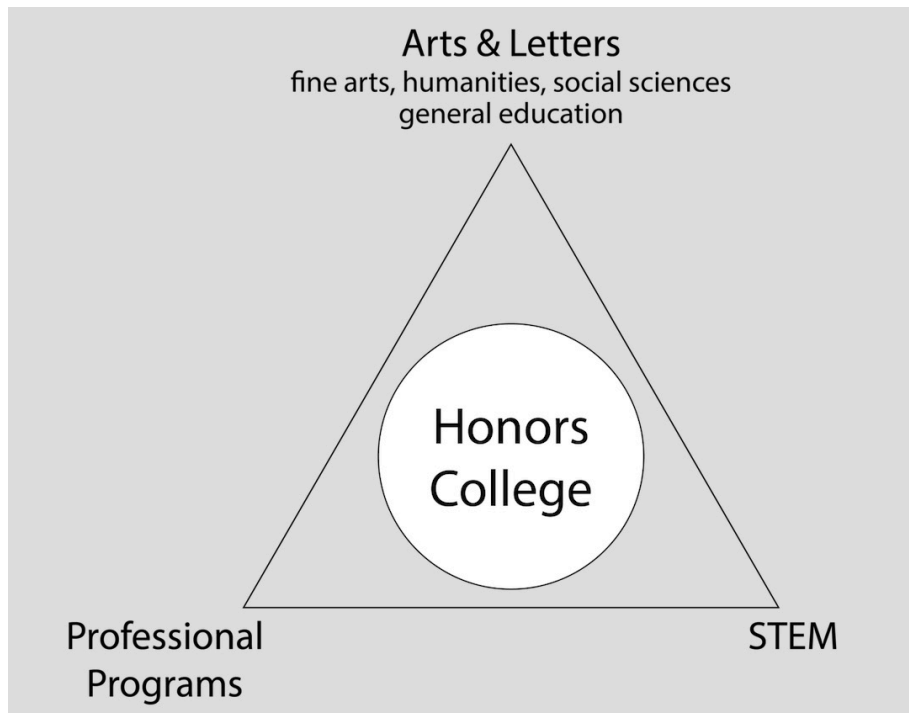 Arts & Letters
fine arts, humanities, social sciences
general education
Honors
College
Professional
Programs
STEM